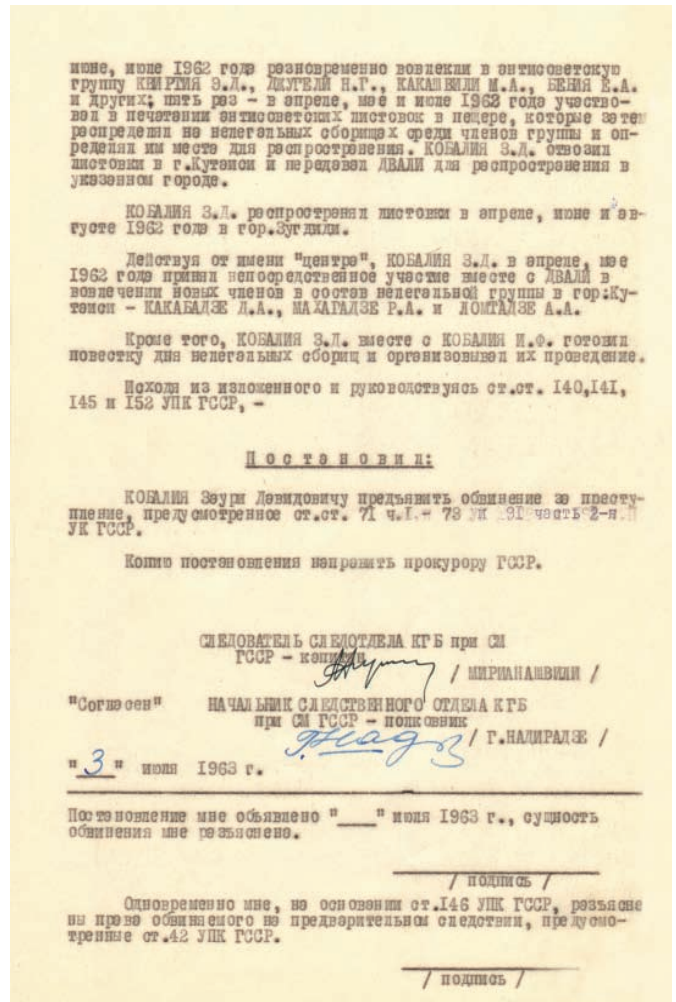 июне, июле 1962 года разновременно вовлекли в антисоветскую
группу КВИРТИЯ Э.Д., ДЖУГЕЛИ Н.Г., КАКАШВИЛИ М.А., БЕНИЯ Е.А.
и других; пять раз - в апреле, мае и июле 1962 года участво-
вал в печатании антисоветских листовок в пещере, которые затем
распределял на нелегальных сборищах среди членов группы и оп-
ределял им места для распространения. КОБАЛИЯ З.Д. отвозил
листовки в г.Кутаиси и передавал ДВАЛИ для распространения в
указанном городе.
КОБАЛИЯ З.Д. распространял листовки в апреле, июне и ав-
густе 1962 года в гор.Зугдиди.
Действуя от имени "центра", КОБАЛИЯ З.Д. в апреле, мае
1962 года принял непосредственное участие вместе с ДВАЛИ в
вовлечении новых членов в состав нелегальной группы в гор:Ку-
таиси - КАКАБАДЗЕ Д.А., МАХАРАДЗЕ Р.А. и ЛОМТАДЗЕ А.А.
Кроме того, КОБАЛИЯ З.Д. вместе с КОБАЛИЯ И.Ф. готовил
повестку дня нелегальных сборищ и организовывал их проведение.
Исходя из изложенного и руководствуясь ст.ст. 140,141,
145 и 152 УПК ГССР, -
Постановил:
КОБАЛИЯ Заури Давидовичу предъявить обвинение за престу-
пление, предусмотренное ст.ст. 71 ч.I.- 73 УК 91 часть 2-я
УК ГССР.
Копию постановления направить прокурору ГССР.
СЛЕДОВАТЕЛЬ СЛЕДОТДЕЛА КГБ при СМ
ГССР - капитан
/ МИРИАНАШВИЛИ /
"Согласен" НАЧАЛЬНИК СЛЕДСТВЕННОГО ОТДЕЛА КГБ
при СМ ГССР - полковник
/ Г.НАДИРАДЗЕ /
"3" июля 1963 г.
Постановление мне объявлено "___" июля 1963 г., сущность
обвинения мне разъяснена.
/ подпись /
Одновременно мне, на основании ст.146 УПК ГССР, разъясне
ны права обвиняемого на предварительном следствии, предусмо-
тренные ст.42 УПК ГССР.
/ подпись /